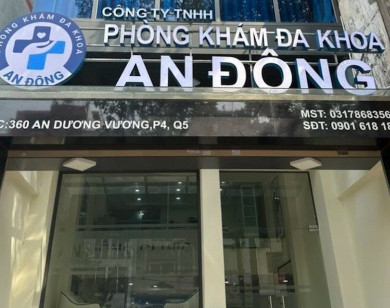 CÔNG TY TNHH
PHÒNG KHÁM ĐA KHOA
AN ĐÔNG
PHÒNG KHÁM ĐA KHOA
AN ĐÔNG
C:360 AN DƯƠNG VƯƠNG,P4, Q5
MST: 0317868356
SĐT: 0901 618 18